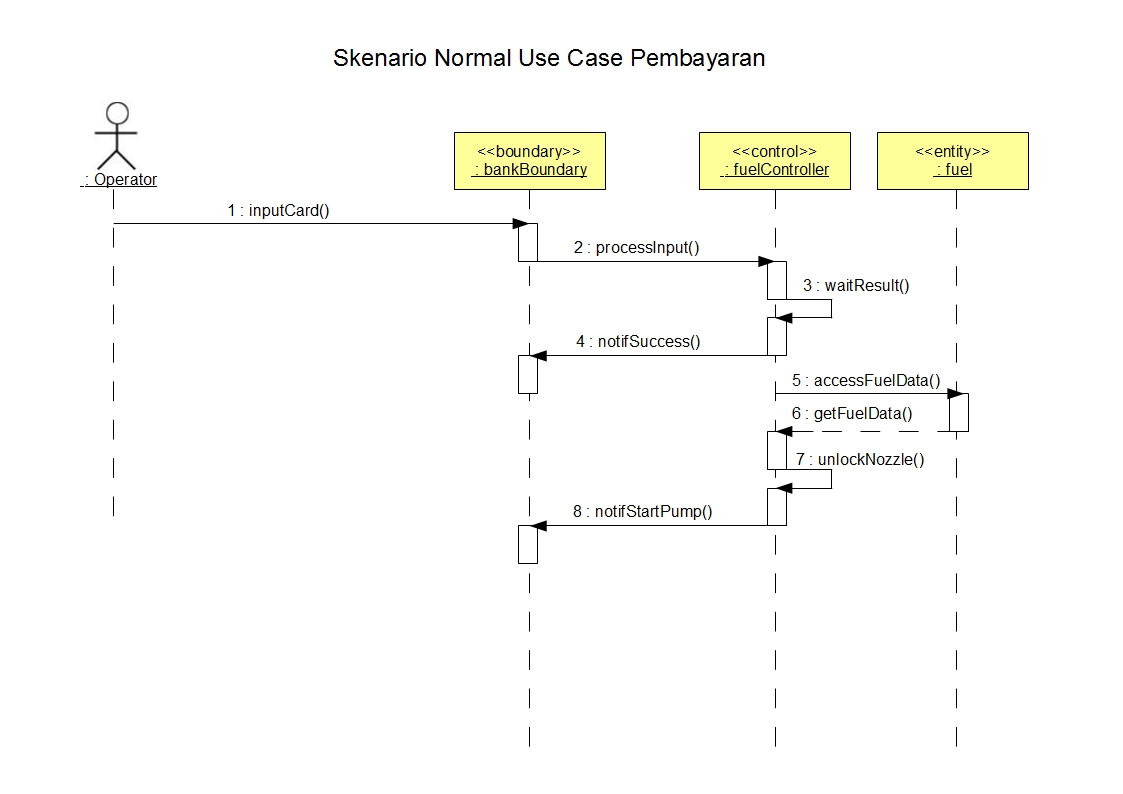 Skenario Normal Use Case Pembayaran
: Operator
<<boundary>>
: bankBoundary
<<control>>
: fuelController
<<entity>>
: fuel
1 : inputCard()
2 : processInput()
3 : waitResult()
4 : notifSuccess()
5 : accessFuelData()
6 : getFuelData()
7 : unlockNozzle()
8 : notifStartPump()